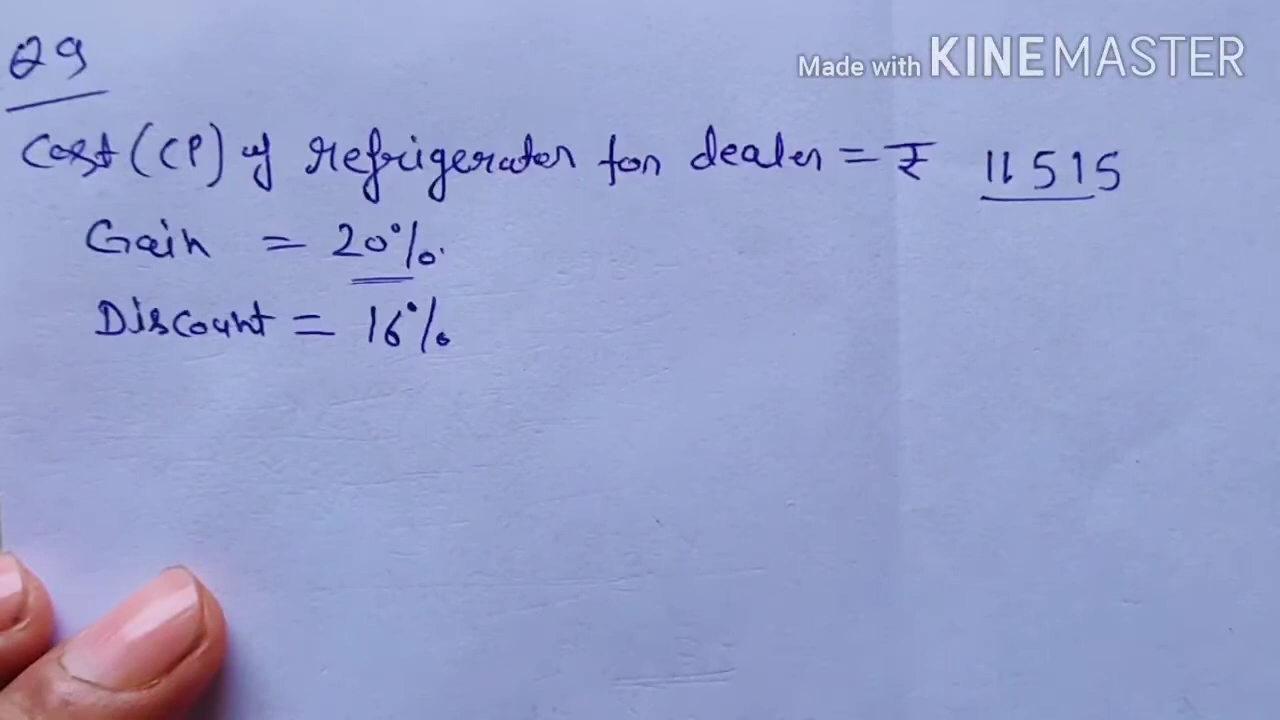 Q9
Made with KINEMASTER
Cost (CP) of refrigerator for dealer = ₹ 11515
Gain = 20%.
Discount = 16%